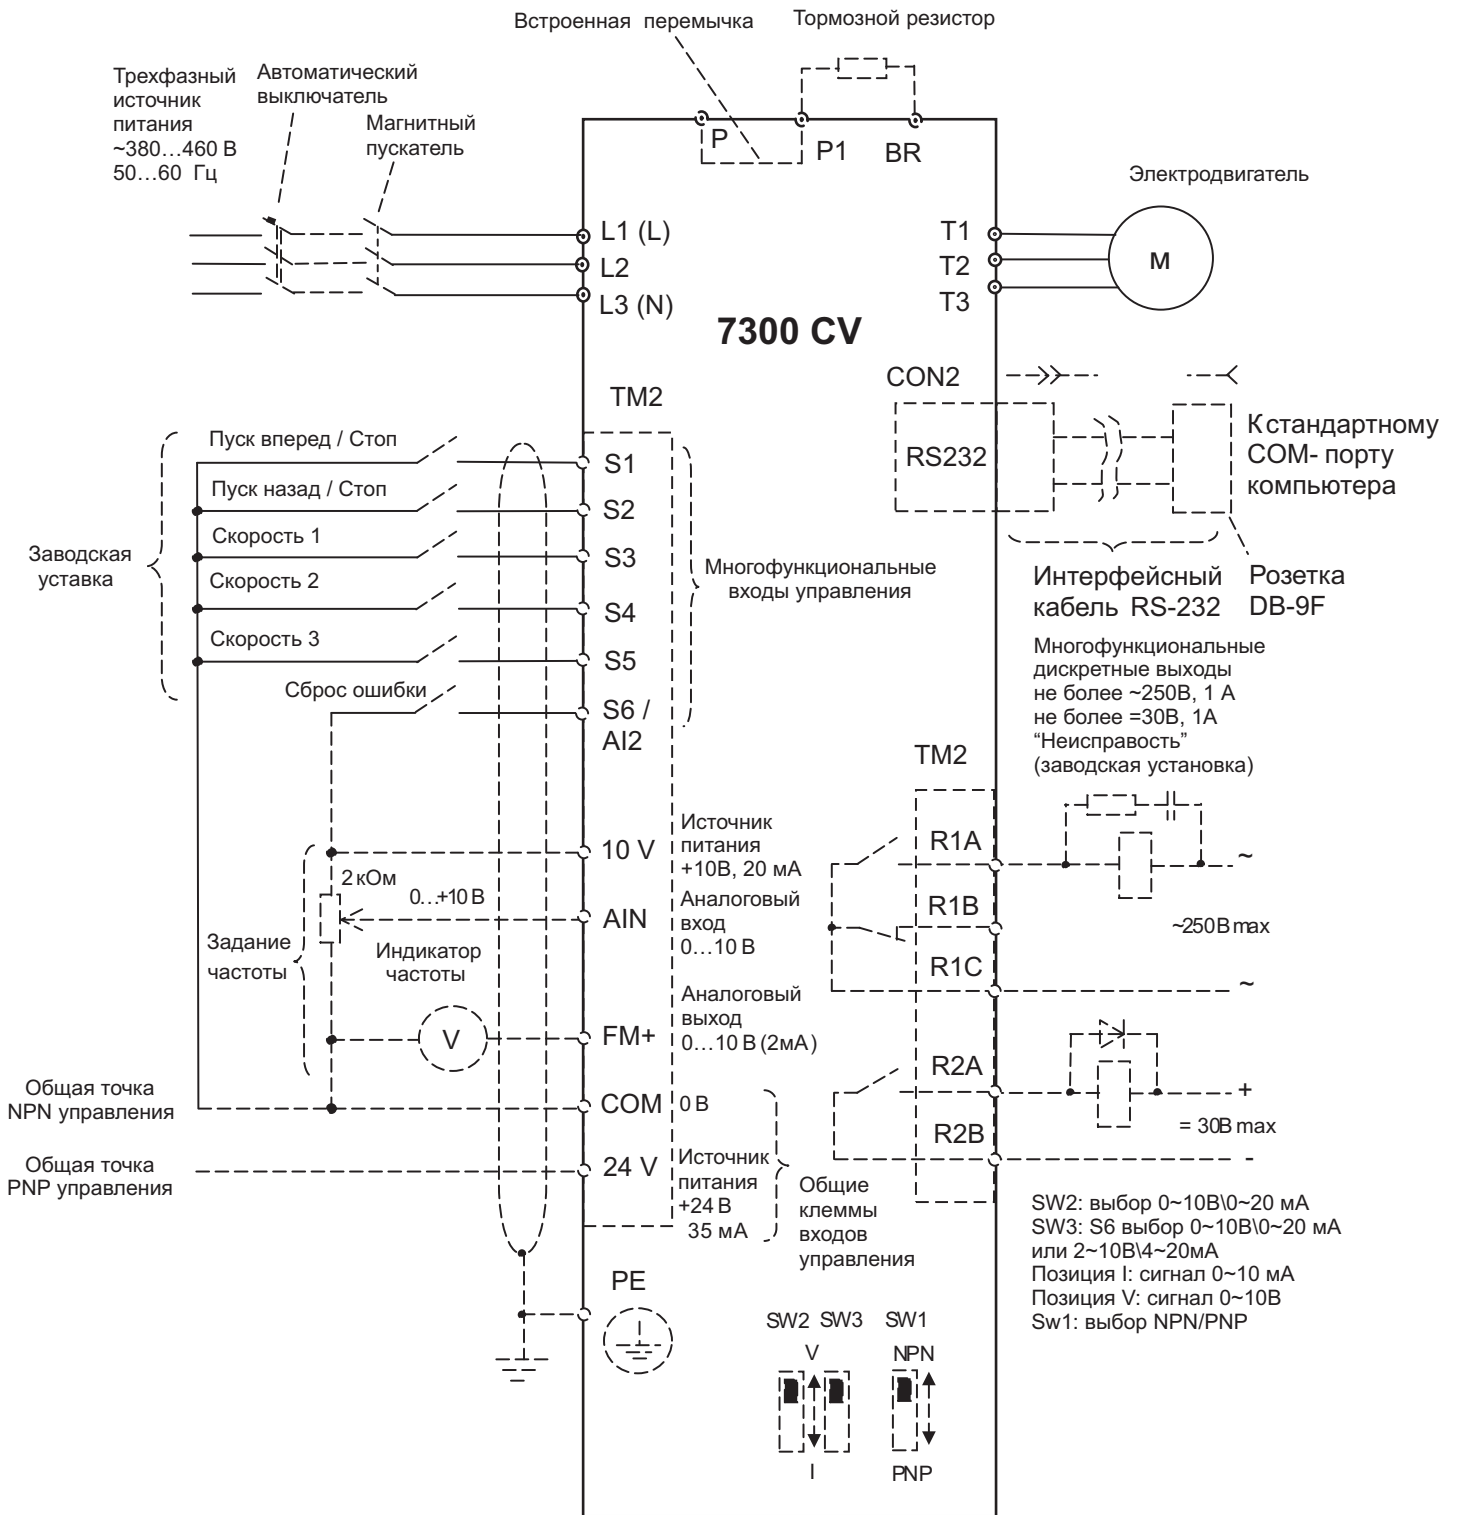 Встроенная перемычка
Тормозной резистор
Трехфазный
источник
питания
~380...460 В
50...60 Гц
Автоматический
выключатель
Магнитный
пускатель
P
P1
BR
Электродвигатель
L1 (L)
L2
L3 (N)
T1
T2
T3
M
7300 CV
CON2
RS232
К стандартному
COM- порту
компьютера
Интерфейсный
кабель RS-232
Розетка
DB-9F
TM2
Заводская
уставка
Пуск вперед / Стоп
Пуск назад / Стоп
Скорость 1
Скорость 2
Скорость 3
Сброс ошибки
S1
S2
S3
S4
S5
S6 /
AI2
Многофункциональные
входы управления
Многофункциональные
дискретные выходы
не более ~250В, 1 А
не более =30В, 1А
“Неисправость”
(заводская установка)
TM2
10 V
Источник
питания
+10В, 20 мА
2 кОм
0...+10 В
AIN
Аналоговый
вход
0...10 В
Задание
частоты
Индикатор
частоты
V
FM+
Аналоговый
выход
0...10 В (2мА)
R1A
R1B
R1C
~
~250В max
~
R2A
R2B
+
= 30В max
-
Общая точка
NPN управления
COM
0 В
Общая точка
PNP управления
24 V
Источник
питания
+24 В
35 мА
Общие
клеммы
входов
управления
PE
SW2: выбор 0~10В\0~20 мА
SW3: S6 выбор 0~10В\0~20 мА
или 2~10В\4~20мА
Позиция I: сигнал 0~10 мА
Позиция V: сигнал 0~10В
Sw1: выбор NPN/PNP
SW2 SW3 SW1
V
NPN
I
PNP